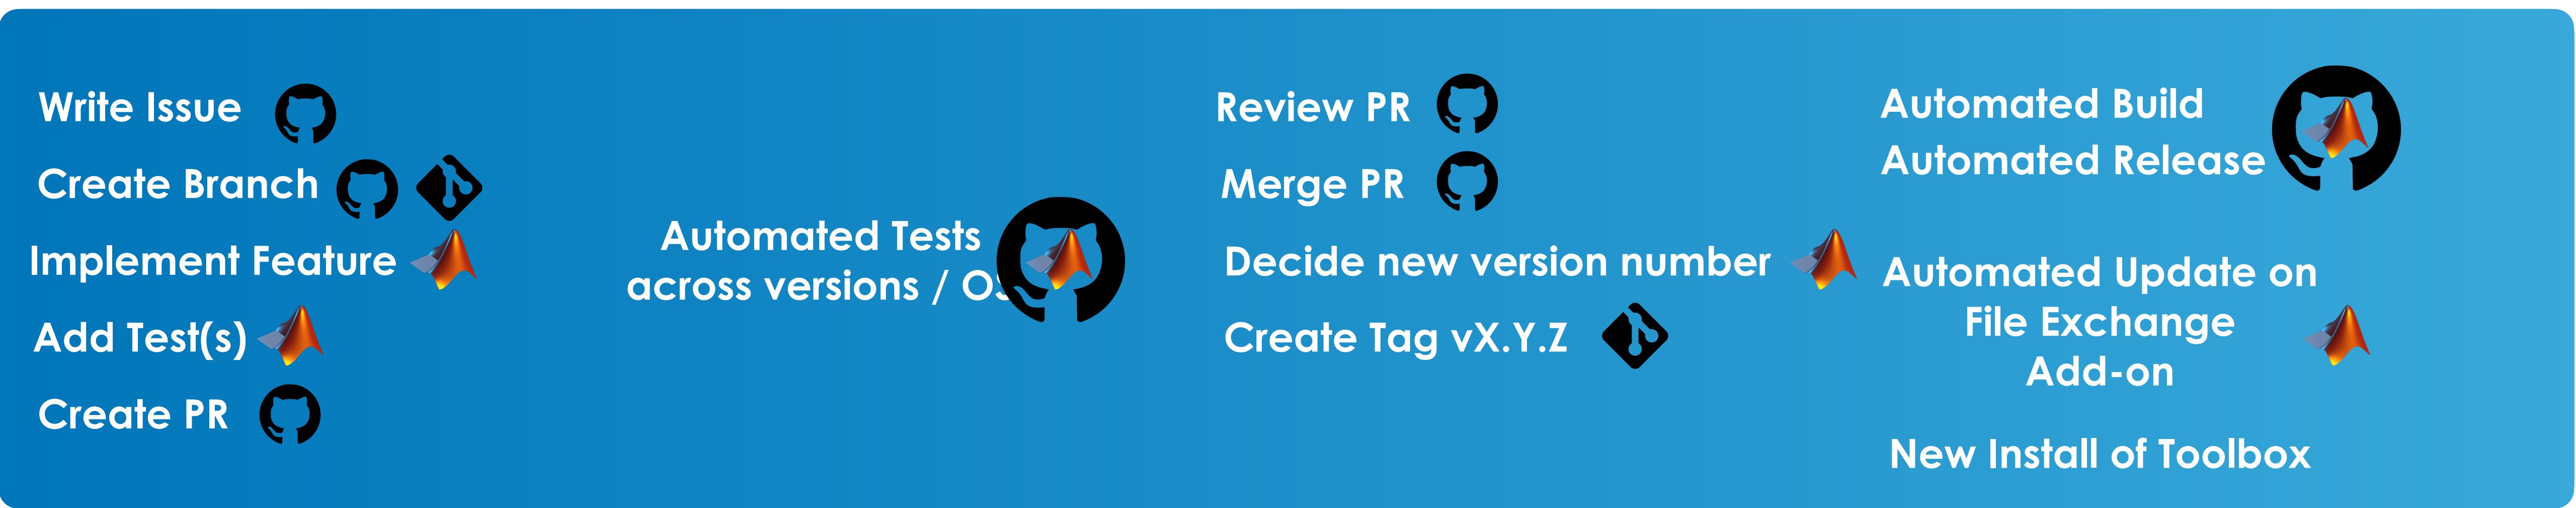 Write Issue
Create Branch
Implement Feature
Add Test(s)
Create PR
Automated Tests
across versions / OS
Review PR
Merge PR
Decide new version number
Create Tag vX.Y.Z
Automated Build
Automated Release
Automated Update on
File Exchange
Add-on
New Install of Toolbox